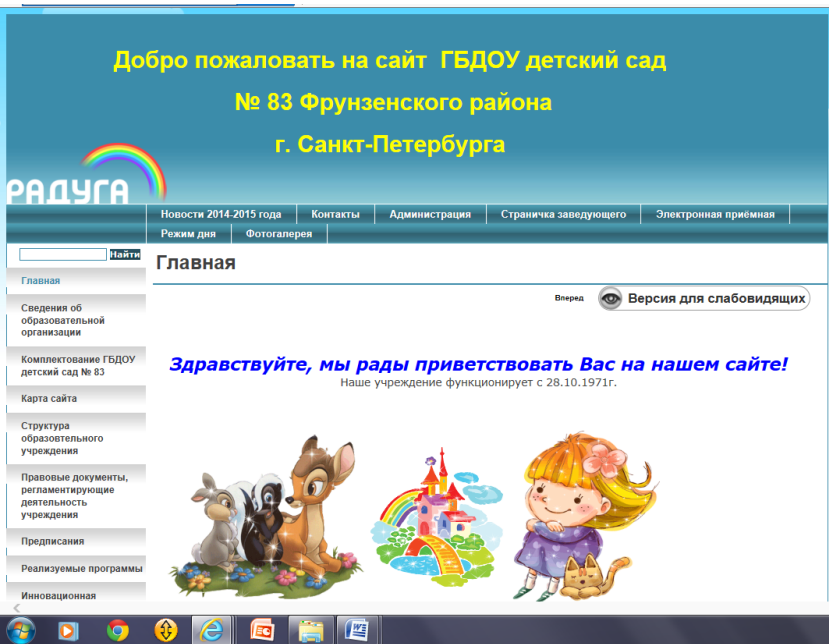 Добро пожаловать на сайт ГБДОУ детский сад
№ 83 Фрунзенского района
г. Санкт-Петербурга
РАДУГА
Новости 2014-2015 года
Контакты
Администрация
Страничка заведующего
Электронная приёмная
Режим дня
Фотогалерея
Найти
Главная
Сведения об
образовательной
организации
Комплектование ГБДОУ
детский сад № 83
Карта сайта
Структура
образовтельного
учреждения
Правовые документы,
регламентирующие
деятельность
учреждения
Предписания
Реализуемые программы
Инновационная
Главная
Вперед
Версия для слабовидящих
Здравствуйте, мы рады приветствовать Вас на нашем сайте!
Наше учреждение функционирует с 28.10.1971г.